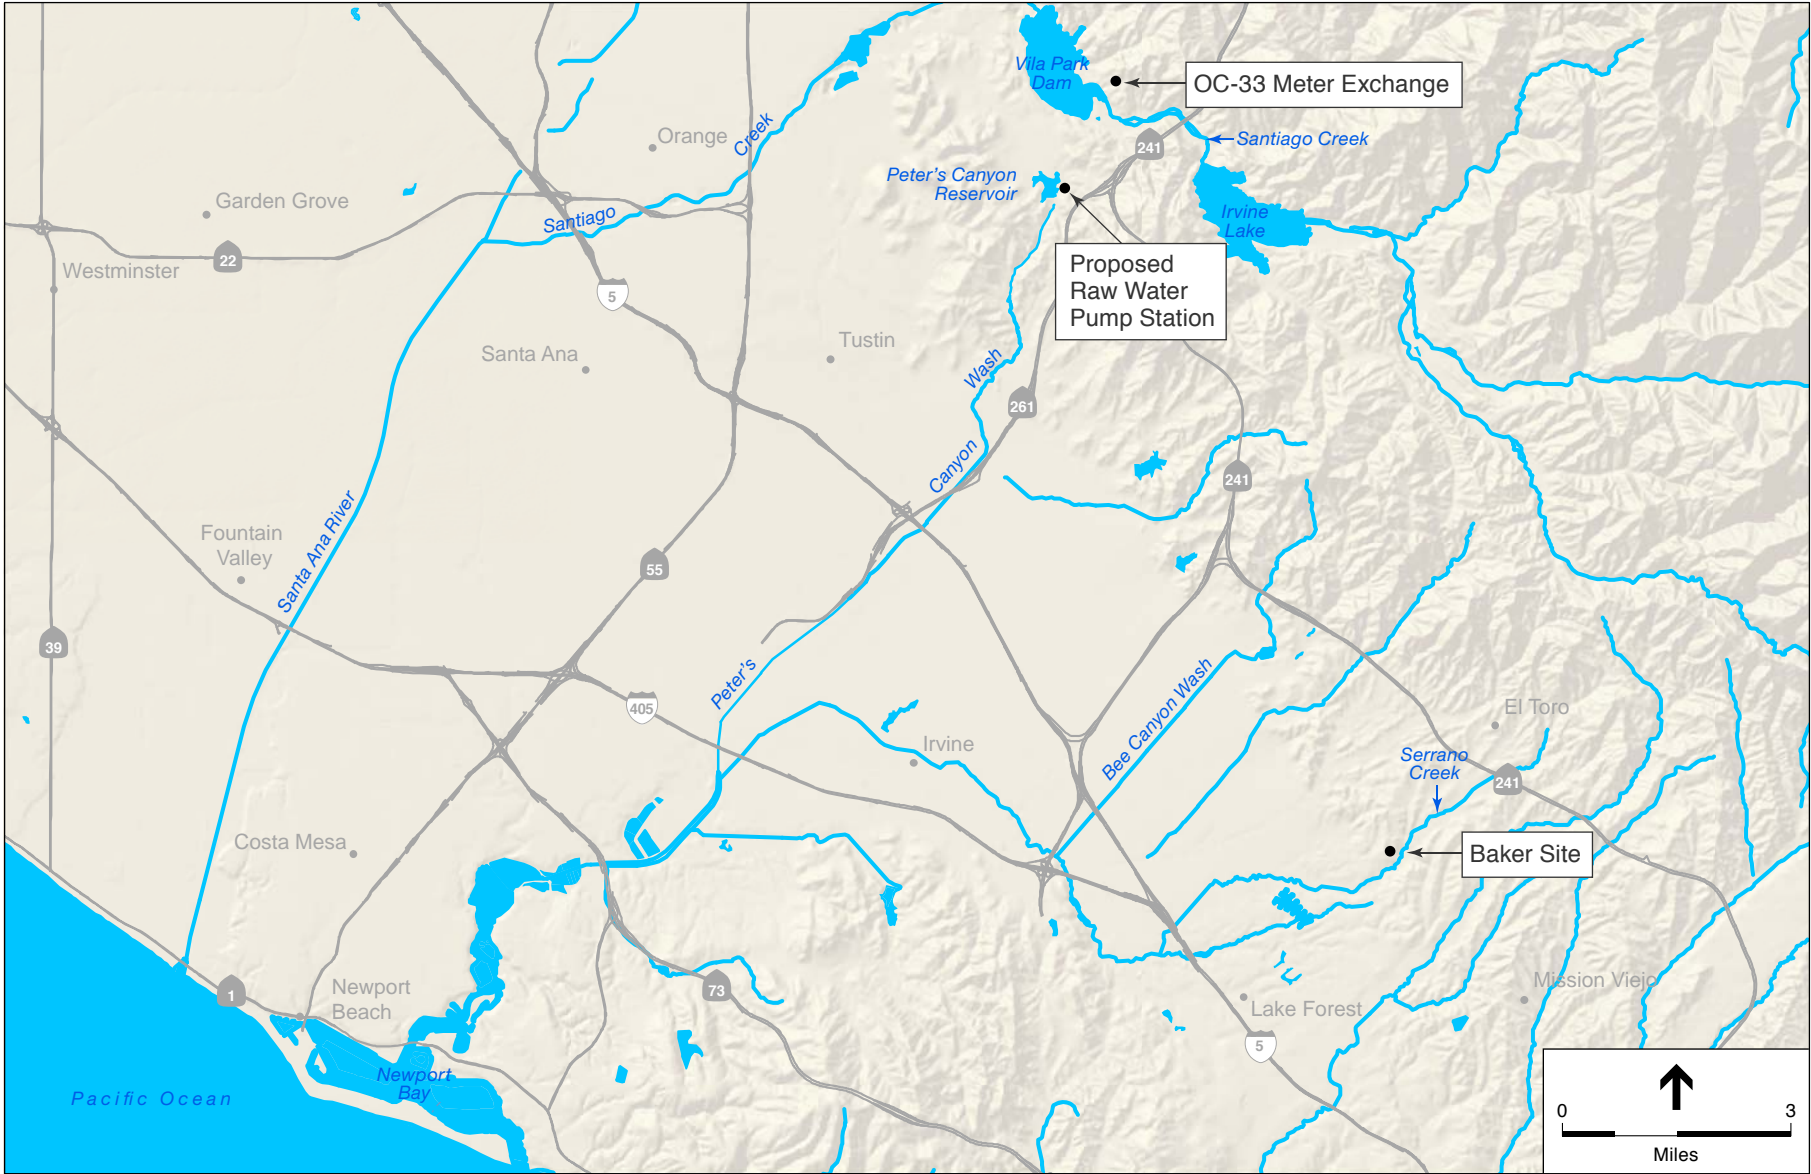 Vila Park
Dam
OC-33 Meter Exchange
Orange
Creek
241
Santiago Creek
Peter's Canyon
Reservoir
Garden Grove
Santiago
Irvine
Lake
22
Westminster
5
Proposed
Raw Water
Pump Station
Santa Ana
Tustin
Wash
261
Canyon
241
Santa Ana River
Fountain
Valley
55
39
Peter's
405
Bee Canyon Wash
El Toro
Irvine
Serrano
Creek
241
Costa Mesa
Baker Site
Newport
Beach
1
73
Mission Viejo
Lake Forest
5
Newport
Bay
Pacific Ocean
0 3
Miles